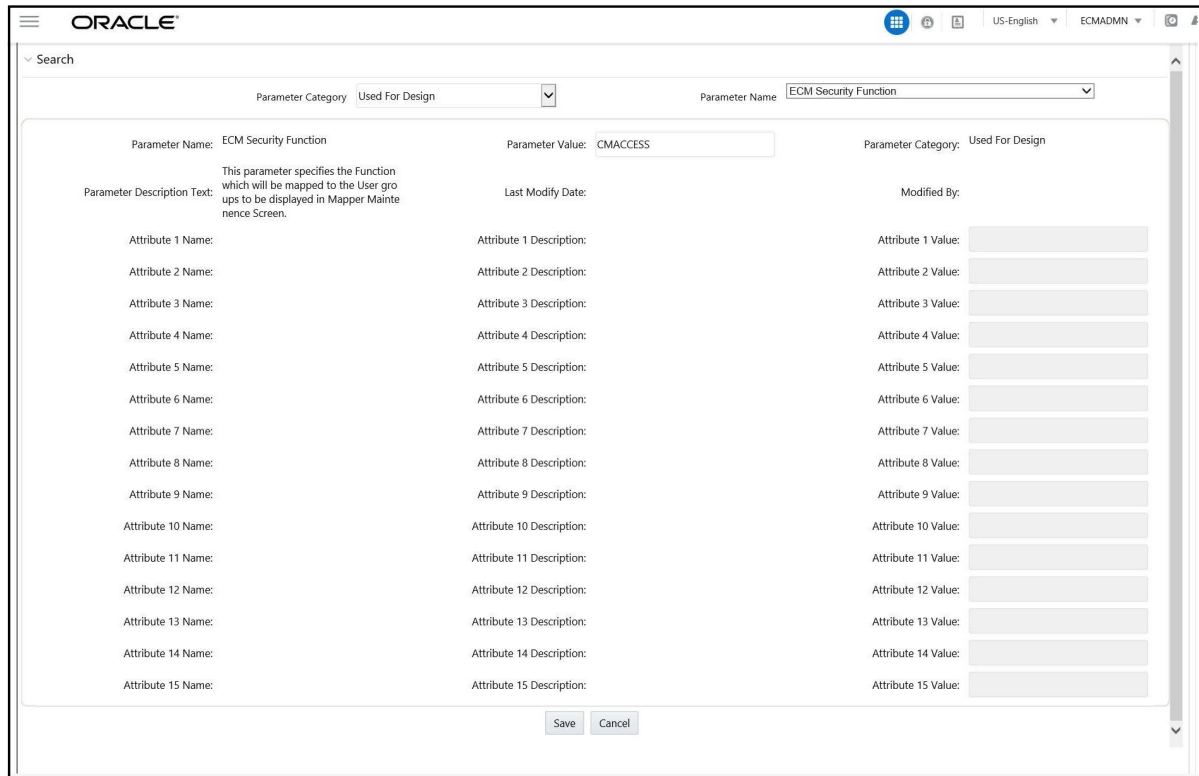 ORACLE
US-English
ECMADMN
Search
Parameter Category Used For Design Parameter Name ECM Security Function
Parameter Name: ECM Security Function Parameter Value: CMACCESS Parameter Category: Used For Design
Parameter Description Text: This parameter specifies the Function
which will be mapped to the User gro
ups to be displayed in Mapper Mainte
nence Screen.
Last Modify Date: Modified By:
Attribute 1 Name: Attribute 1 Description: Attribute 1 Value:
Attribute 2 Name: Attribute 2 Description: Attribute 2 Value:
Attribute 3 Name: Attribute 3 Description: Attribute 3 Value:
Attribute 4 Name: Attribute 4 Description: Attribute 4 Value:
Attribute 5 Name: Attribute 5 Description: Attribute 5 Value:
Attribute 6 Name: Attribute 6 Description: Attribute 6 Value:
Attribute 7 Name: Attribute 7 Description: Attribute 7 Value:
Attribute 8 Name: Attribute 8 Description: Attribute 8 Value:
Attribute 9 Name: Attribute 9 Description: Attribute 9 Value:
Attribute 10 Name: Attribute 10 Description: Attribute 10 Value:
Attribute 11 Name: Attribute 11 Description: Attribute 11 Value:
Attribute 12 Name: Attribute 12 Description: Attribute 12 Value:
Attribute 13 Name: Attribute 13 Description: Attribute 13 Value:
Attribute 14 Name: Attribute 14 Description: Attribute 14 Value:
Attribute 15 Name: Attribute 15 Description: Attribute 15 Value:
Save Cancel